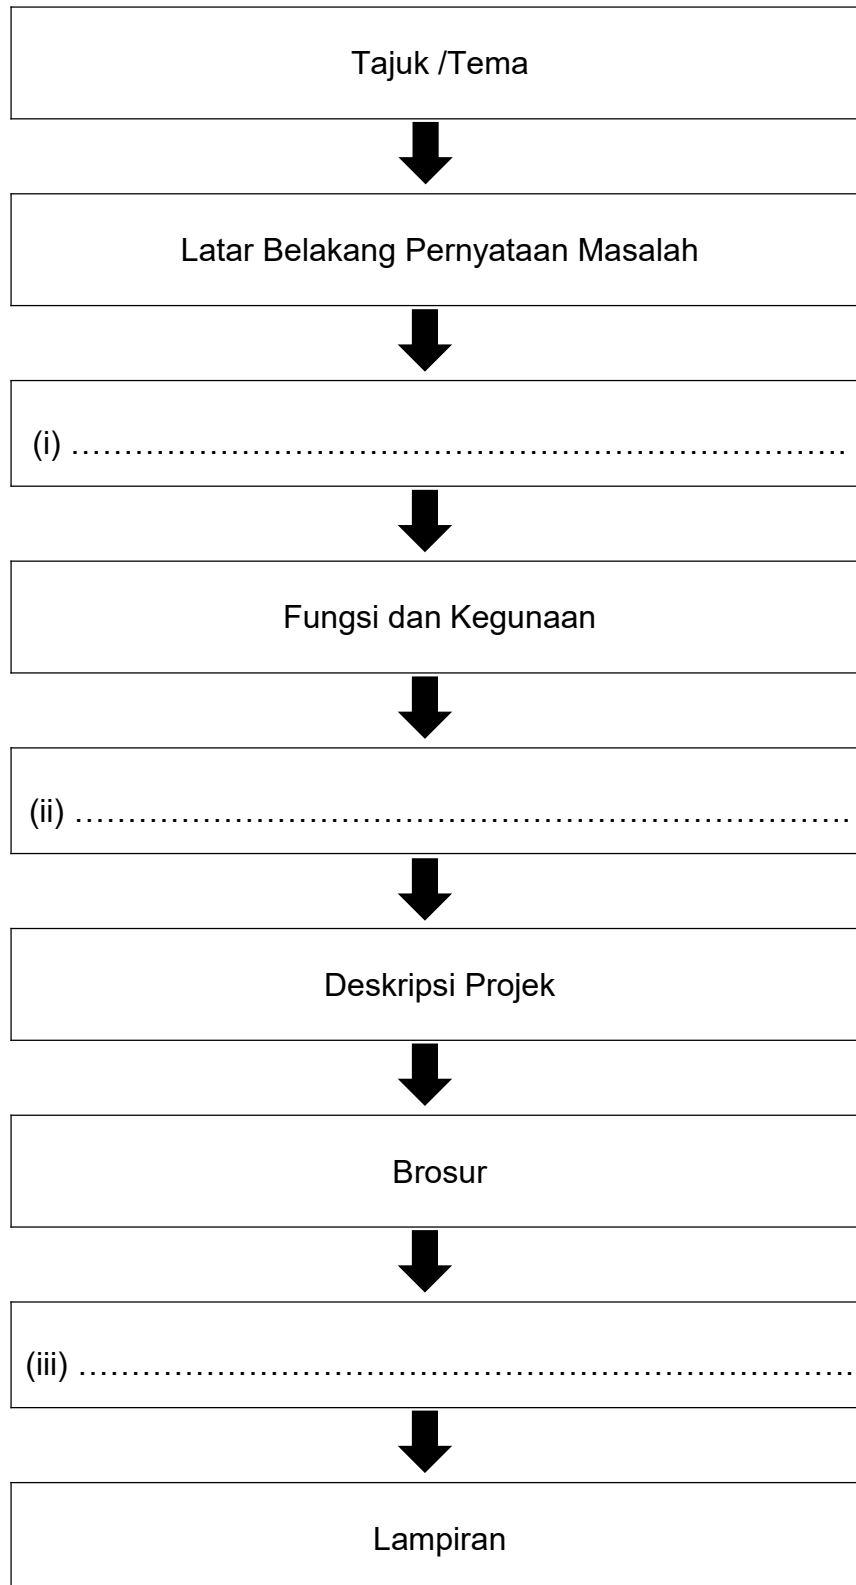 Tajuk /Tema
Latar Belakang Pernyataan Masalah
(i) ……………………………………………………………….
Fungsi dan Kegunaan
(ii) ……………………………………………………………….
Deskripsi Projek
Brosur
(iii) ……………………………………………………………….
Lampiran